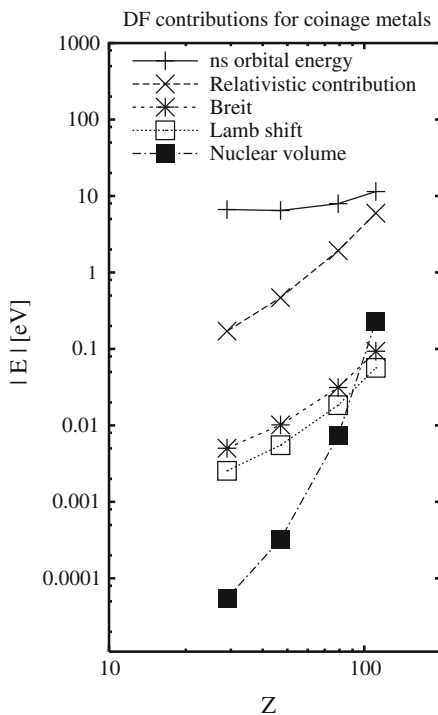 DF contributions for coinage metals
1000
100
10
1
0.1
0.01
0.001
0.0001
| E | [eV]
ns orbital energy
Relativistic contribution
Breit
Lamb shift
Nuclear volume
10
100
Z